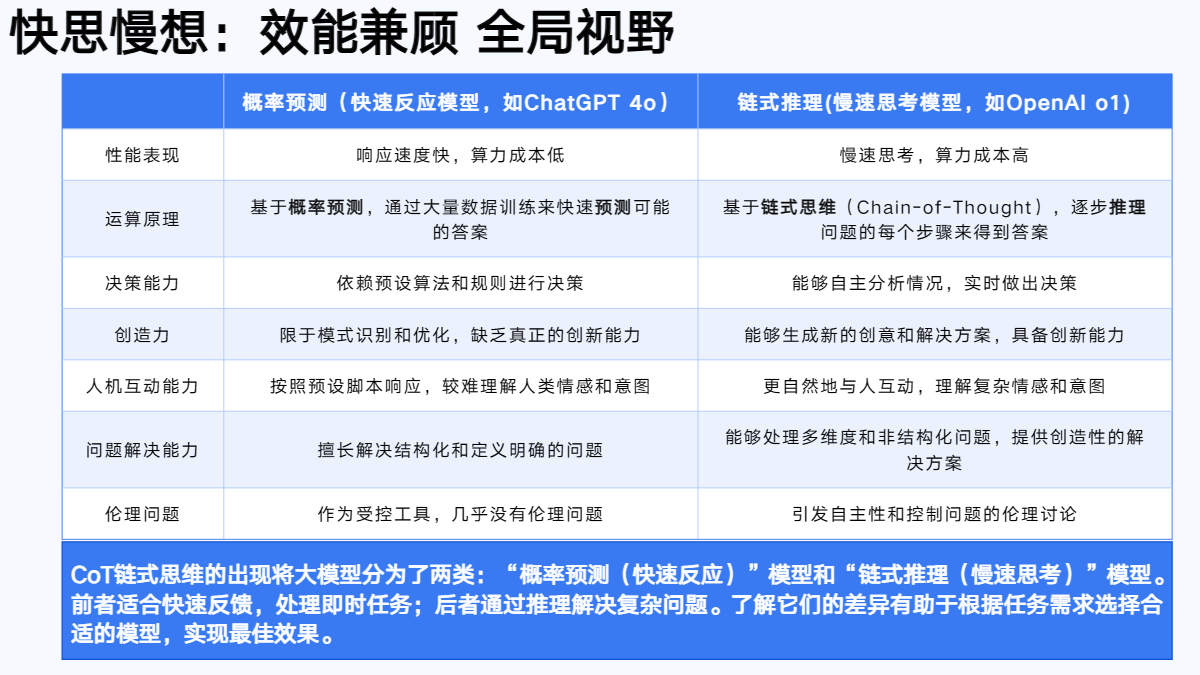 快思慢想：效能兼顾 全局视野
概率预测（快速反应模型，如ChatGPT 4o）
链式推理(慢速思考模型，如OpenAI o1)
性能表现
响应速度快，算力成本低
慢速思考，算力成本高
运算原理
基于概率预测，通过大量数据训练来快速预测可能
的答案
基于链式思维（Chain-of-Thought），逐步推理
问题的每个步骤来得到答案
决策能力
依赖预设算法和规则进行决策
能够自主分析情况，实时做出决策
创造力
限于模式识别和优化，缺乏真正的创新能力
能够生成新的创意和解决方案，具备创新能力
人机互动能力
按照预设脚本响应，较难理解人类情感和意图
更自然地与人互动，理解复杂情感和意图
问题解决能力
擅长解决结构化和定义明确的问题
能够处理多维度和非结构化问题，提供创造性的解
决方案
伦理问题
作为受控工具，几乎没有伦理问题
引发自主性和控制问题的伦理讨论
CoT链式思维的出现将大模型分为了两类：“概率预测（快速反应）”模型和“链式推理（慢速思考）”模型。
前者适合快速反馈，处理即时任务；后者通过推理解决复杂问题。了解它们的差异有助于根据任务需求选择合
适的模型，实现最佳效果。